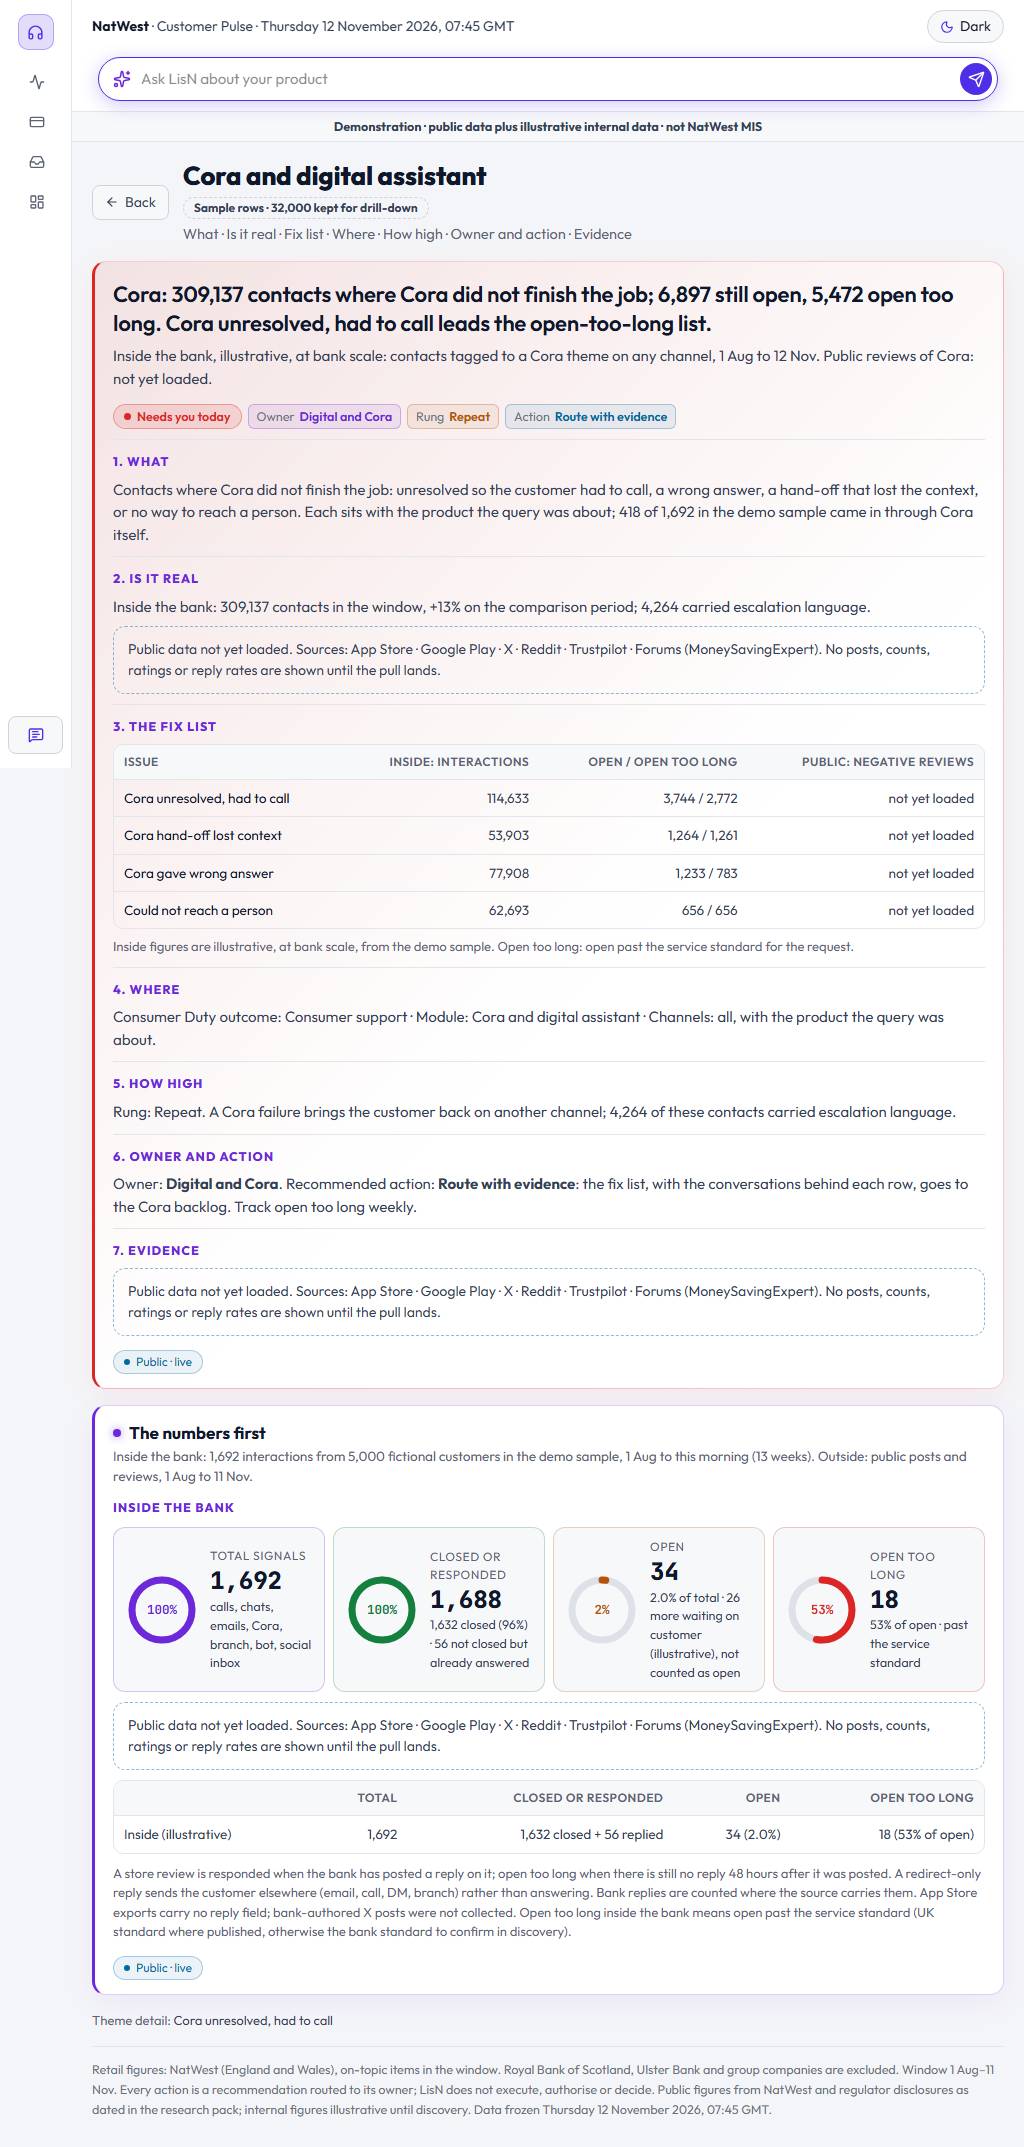 NatWest · Customer Pulse · Thursday 12 November 2026, 07:45 GMT
Dark
Ask LisN about your product
Demonstration · public data plus illustrative internal data · not NatWest MIS
Back
Cora and digital assistant
Sample rows · 32,000 kept for drill-down
What · Is it real · Fix list · Where · How high · Owner and action · Evidence
Cora: 309,137 contacts where Cora did not finish the job; 6,897 still open, 5,472 open too
long. Cora unresolved, had to call leads the open-too-long list.
Inside the bank, illustrative, at bank scale: contacts tagged to a Cora theme on any channel, 1 Aug to 12 Nov. Public reviews of Cora:
not yet loaded.
Needs you today
Owner Digital and Cora
Rung Repeat
Action Route with evidence
1. WHAT
Contacts where Cora did not finish the job: unresolved so the customer had to call, a wrong answer, a hand-off that lost the context,
or no way to reach a person. Each sits with the product the query was about; 418 of 1,692 in the demo sample came in through Cora
itself.
2. IS IT REAL
Inside the bank: 309,137 contacts in the window, +13% on the comparison period; 4,264 carried escalation language.
Public data not yet loaded. Sources: App Store · Google Play · X · Reddit · Trustpilot · Forums (MoneySavingExpert). No posts, counts,
ratings or reply rates are shown until the pull lands.
3. THE FIX LIST
ISSUE INSIDE: INTERACTIONS OPEN / OPEN TOO LONG PUBLIC: NEGATIVE REVIEWS
Cora unresolved, had to call 114,633 3,744 / 2,772 not yet loaded
Cora hand-off lost context 53,903 1,264 / 1,261 not yet loaded
Cora gave wrong answer 77,908 1,233 / 783 not yet loaded
Could not reach a person 62,693 656 / 656 not yet loaded
Inside figures are illustrative, at bank scale, from the demo sample. Open too long: open past the service standard for the request.
4. WHERE
Consumer Duty outcome: Consumer support · Module: Cora and digital assistant · Channels: all, with the product the query was
about.
5. HOW HIGH
Rung: Repeat. A Cora failure brings the customer back on another channel; 4,264 of these contacts carried escalation language.
6. OWNER AND ACTION
Owner: Digital and Cora. Recommended action: Route with evidence: the fix list, with the conversations behind each row, goes to
the Cora backlog. Track open too long weekly.
7. EVIDENCE
Public data not yet loaded. Sources: App Store · Google Play · X · Reddit · Trustpilot · Forums (MoneySavingExpert). No posts, counts,
ratings or reply rates are shown until the pull lands.
Public · live
The numbers first
Inside the bank: 1,692 interactions from 5,000 fictional customers in the demo sample, 1 Aug to this morning (13 weeks). Outside: public posts and
reviews, 1 Aug to 11 Nov.
INSIDE THE BANK
100%
TOTAL SIGNALS
1,692
calls, chats,
emails, Cora,
branch, bot, social
inbox
100%
CLOSED OR
RESPONDED
1,688
1,632 closed (96%)
· 56 not closed but
already answered
2%
OPEN
34
2.0% of total · 26
more waiting on
customer
(illustrative), not
counted as open
53%
OPEN TOO
LONG
18
53% of open · past
the service
standard
Public data not yet loaded. Sources: App Store · Google Play · X · Reddit · Trustpilot · Forums (MoneySavingExpert). No posts, counts,
ratings or reply rates are shown until the pull lands.
TOTAL CLOSED OR RESPONDED OPEN OPEN TOO LONG
Inside (illustrative) 1,692 1,632 closed + 56 replied 34 (2.0%) 18 (53% of open)
A store review is responded when the bank has posted a reply on it; open too long when there is still no reply 48 hours after it was posted. A redirect-only
reply sends the customer elsewhere (email, call, DM, branch) rather than answering. Bank replies are counted where the source carries them. App Store
exports carry no reply field; bank-authored X posts were not collected. Open too long inside the bank means open past the service standard (UK
standard where published, otherwise the bank standard to confirm in discovery).
Public · live
Theme detail: Cora unresolved, had to call
Retail figures: NatWest (England and Wales), on-topic items in the window. Royal Bank of Scotland, Ulster Bank and group companies are excluded. Window 1 Aug–11
Nov. Every action is a recommendation routed to its owner; LisN does not execute, authorise or decide. Public figures from NatWest and regulator disclosures as
dated in the research pack; internal figures illustrative until discovery. Data frozen Thursday 12 November 2026, 07:45 GMT.